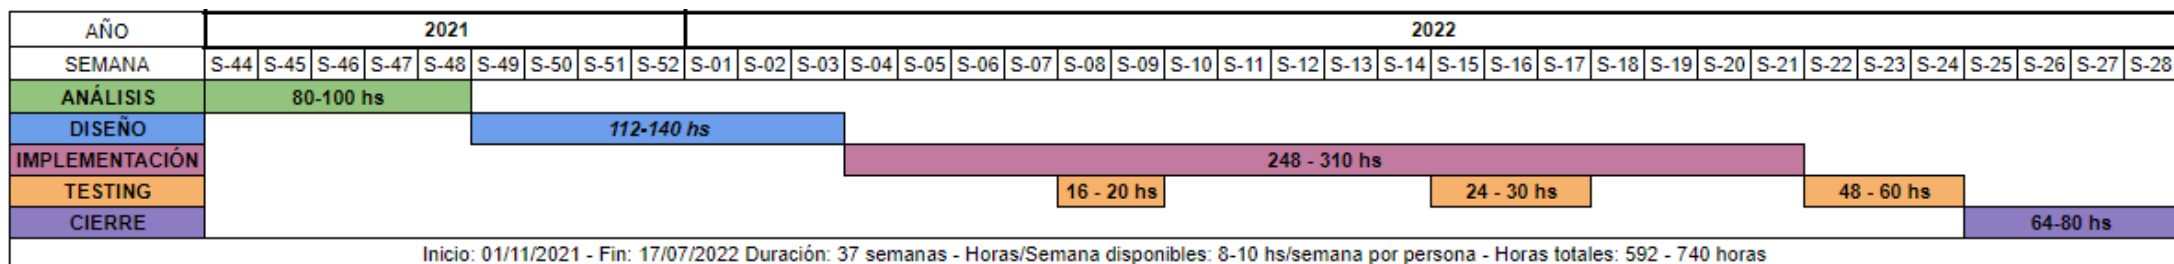 AÑO 2021 2022
SEMANA S-44 S-45 S-46 S-47 S-48 S-49 S-50 S-51 S-52 S-01 S-02 S-03 S-04 S-05 S-06 S-07 S-08 S-09 S-10 S-11 S-12 S-13 S-14 S-15 S-16 S-17 S-18 S-19 S-20 S-21 S-22 S-23 S-24 S-25 S-26 S-27 S-28
ANÁLISIS 80-100 hs
DISEÑO 112-140 hs
IMPLEMENTACIÓN 248 - 310 hs
TESTING 16 - 20 hs 24 - 30 hs 48 - 60 hs
CIERRE 64-80 hs
Inicio: 01/11/2021 - Fin: 17/07/2022 Duración: 37 semanas - Horas/Semana disponibles: 8-10 hs/semana por persona - Horas totales: 592 - 740 horas